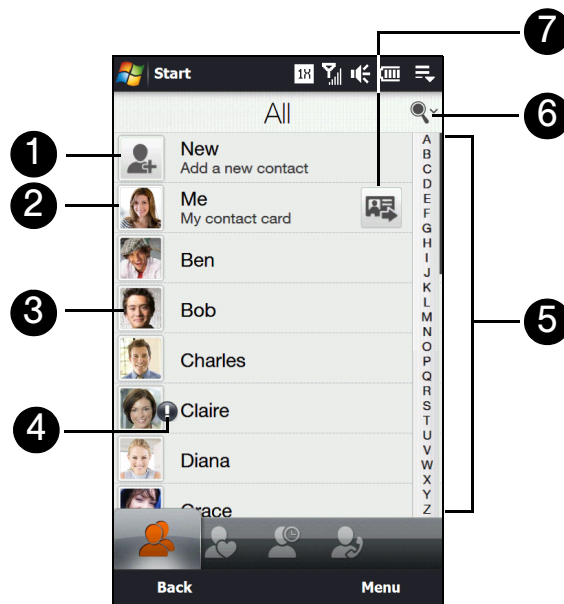 7
Start
1X
All
6
1
New
Add a new contact
2
Me
My contact card
Ben
3
Bob
5
Charles
4
Claire
Diana
Grace
A
B
C
D
E
F
G
H
I
J
K
L
M
N
O
P
Q
R
S
T
U
V
W
X
Y
Z
Back
Menu